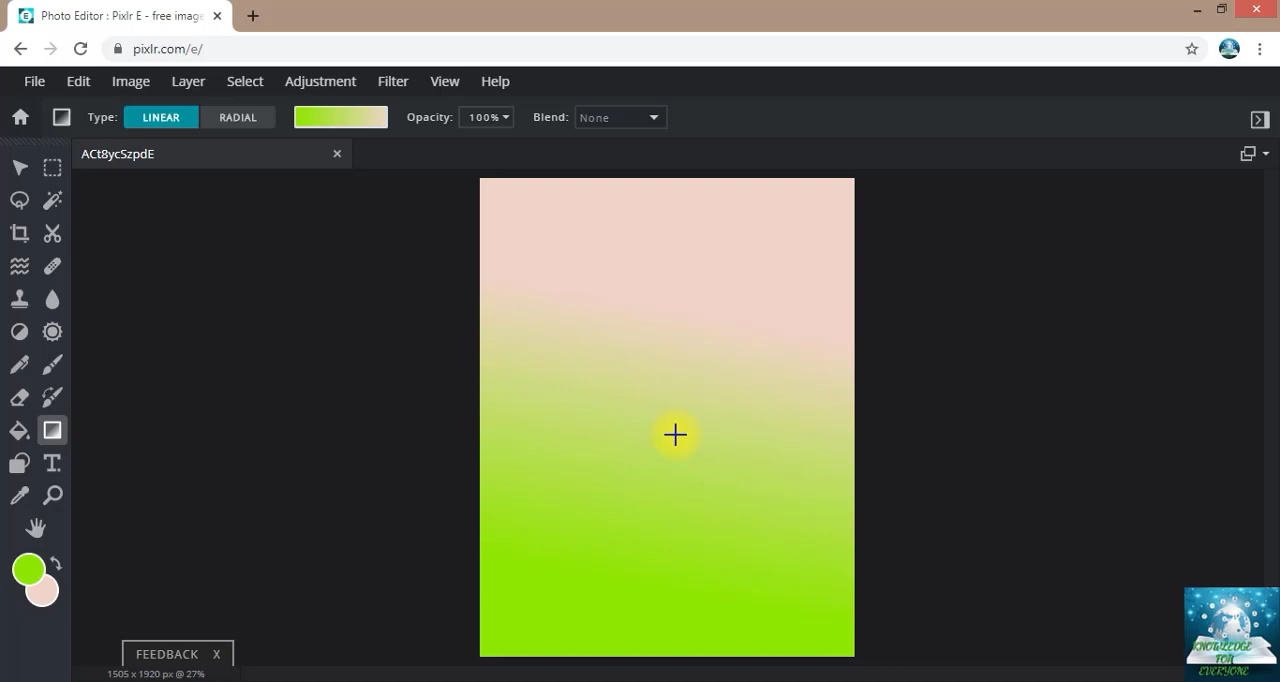 Photo Editor : Pixlr E - free image
pixlr.com/e/
File Edit Image Layer Select Adjustment Filter View Help
Type: LINEAR RADIAL Opacity: 100% Blend: None
ACt8ycSzpdE
FEEDBACK X
1505 x 1920 px @ 27%
KNOWLEDGE
FOR
EVERYONE